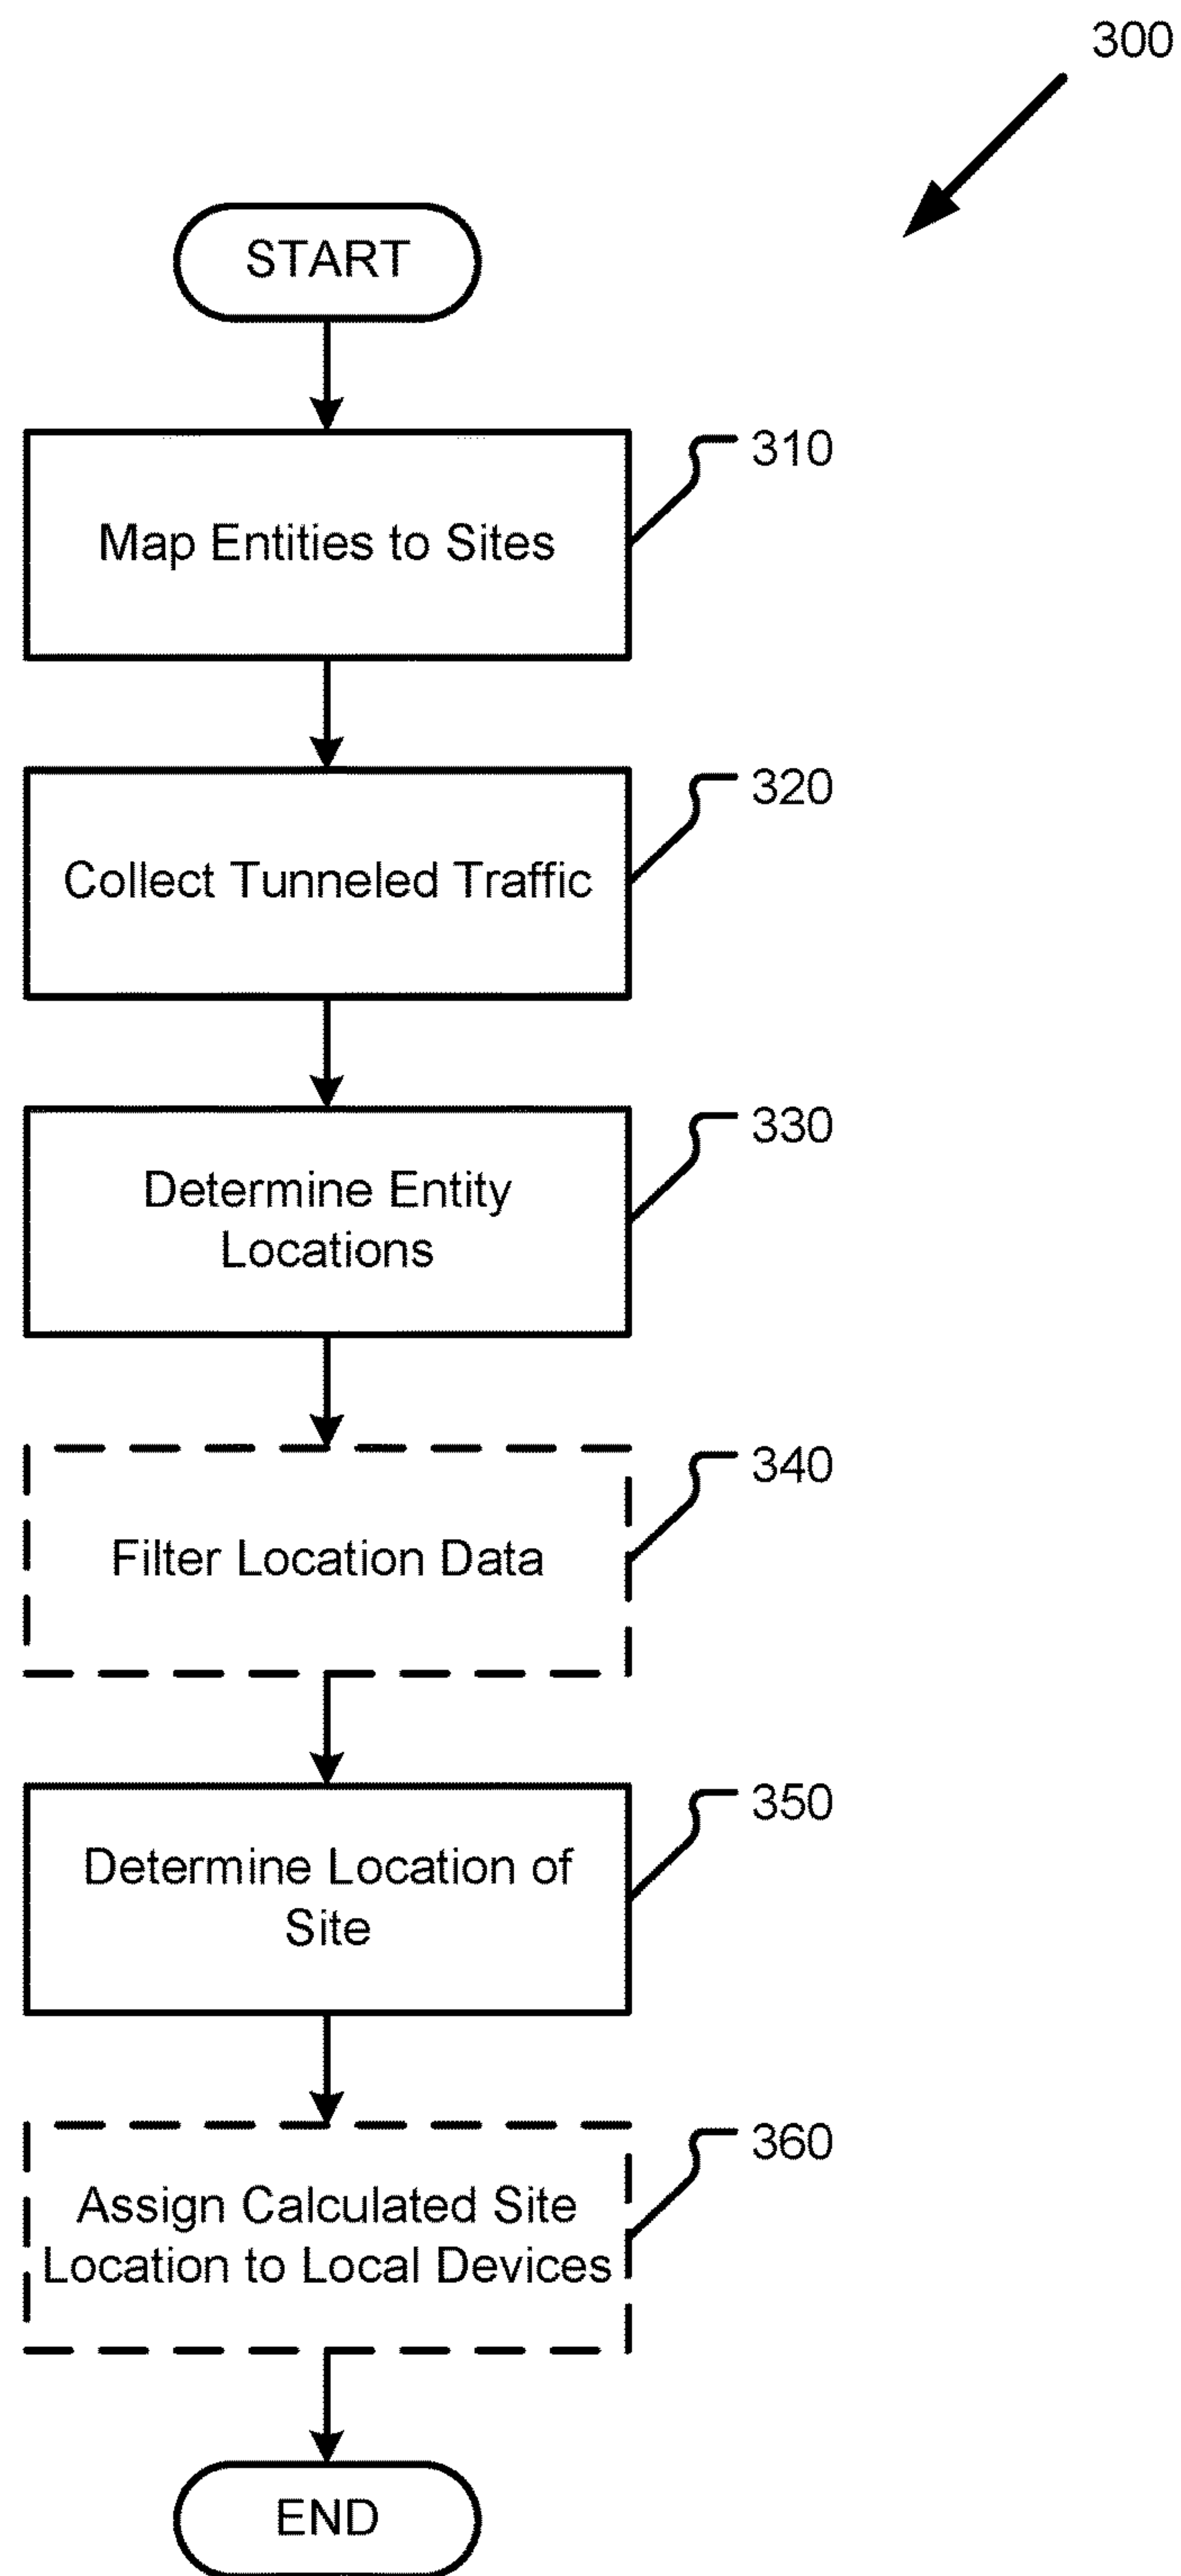 300
START
310
Map Entities to Sites
320
Collect Tunneled Traffic
330
Determine Entity
Locations
340
Filter Location Data
350
Determine Location of
Site
360
Assign Calculated Site
Location to Local Devices
END